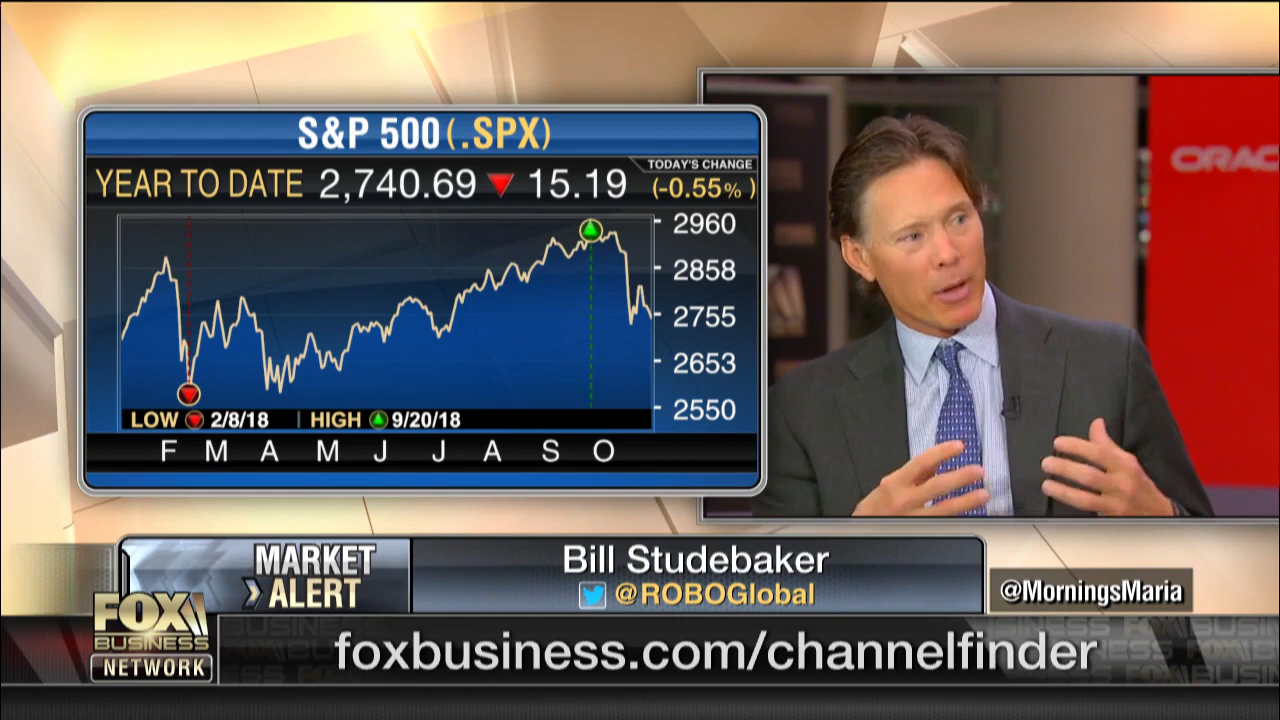 S&P 500 (.SPX)
TODAY'S CHANGE
YEAR TO DATE 2,740.69 ▼ 15.19 (-0.55%)
2960
2858
2755
2653
2550
LOW 2/8/18 | HIGH 9/20/18
F M A M J J A S O
ORAC
MARKET
ALERT
Bill Studebaker
@ROBOGlobal
@MorningsMaria
FOX
BUSINESS
NETWORK
foxbusiness.com/channelfinder